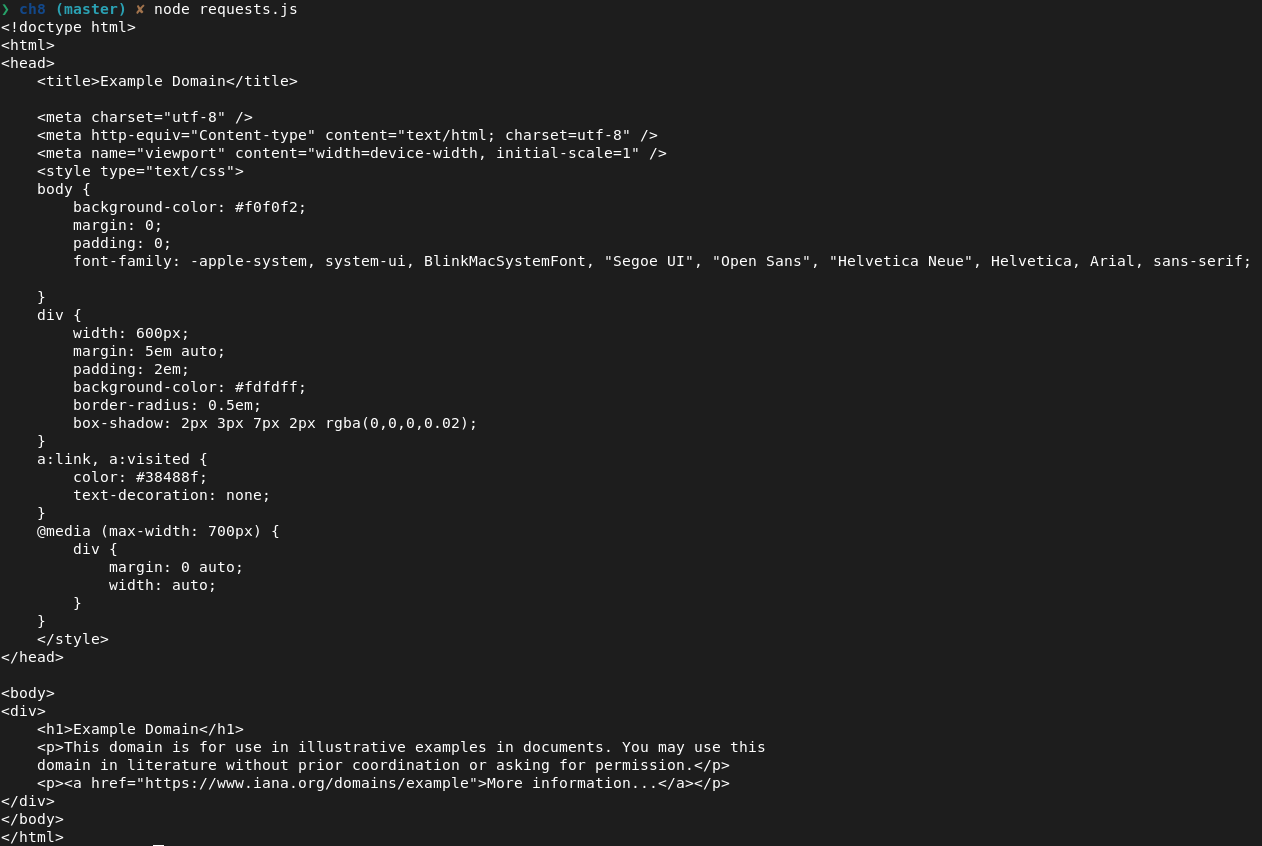 ❯ ch8 (master) ✘ node requests.js
<!doctype html>
<html>
<head>
    <title>Example Domain</title>

    <meta charset="utf-8" />
    <meta http-equiv="Content-type" content="text/html; charset=utf-8" />
    <meta name="viewport" content="width=device-width, initial-scale=1" />
    <style type="text/css">
    body {
        background-color: #f0f0f2;
        margin: 0;
        padding: 0;
        font-family: -apple-system, system-ui, BlinkMacSystemFont, "Segoe UI", "Open Sans", "Helvetica Neue", Helvetica, Arial, sans-serif;

    }
    div {
        width: 600px;
        margin: 5em auto;
        padding: 2em;
        background-color: #fdfdff;
        border-radius: 0.5em;
        box-shadow: 2px 3px 7px 2px rgba(0,0,0,0.02);
    }
    a:link, a:visited {
        color: #38488f;
        text-decoration: none;
    }
    @media (max-width: 700px) {
        div {
            margin: 0 auto;
            width: auto;
        }
    }
    </style>
</head>

<body>
<div>
    <h1>Example Domain</h1>
    <p>This domain is for use in illustrative examples in documents. You may use this
    domain in literature without prior coordination or asking for permission.</p>
    <p><a href="https://www.iana.org/domains/example">More information...</a></p>
</div>
</body>
</html>